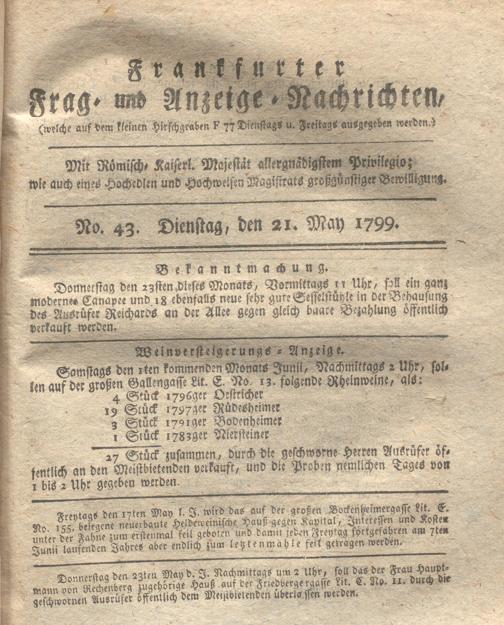 Frankfurter
Frag- und Anzeige-Nachrichten,
(welche auf dem kleinen Hirschgraben F 77 Dienstags u. Freitags ausgegeben werden.)
Mit Römisch-Kaiserl. Majestät allergnädigstem Privilegio;
wie auch eines Hochedlen und Hochweisen Magistrats großgünstiger Bewilligung.
No. 43. Dienstag, den 21. May 1799.
Bekanntmachung.
Donnerstag den 23sten dieses Monats, Vormittags 11 Uhr, soll ein ganz
modernes Canapee und 18 ebenfalls neue sehr gute Sesselstühle in der Behausung
des Ausrüfer Reichards an der Allee gegen gleich baare Bezahlung öffentlich
verkauft werden.
Weinversteigerungs-Anzeige.
Samstags den 1ten kommenden Monats Junii, Nachmittags 2 Uhr, sol-
len auf der großen Gallengasse Lit. E. No. 13. folgende Rheinweine, als:
4 Stück 1796ger Ostricher
19 Stück 1797ger Rüdesheimer
3 Stück 1791ger Bodenheimer
1 Stück 1783ger Niersteiner
27 Stück zusammen, durch die geschworne Herren Ausrüfer öf-
fentlich an den Meistbietenden verkauft, und die Proben nemlichen Tages von
1 bis 2 Uhr gegeben werden.
Freytags den 17ten May l. J. wird das auf der großen Bockenheimergasse Lit. E.
No. 155. belegene neuerbaute Heldeweinische Hauß gegen Kapital, Interessen und Kosten
unter der Fahne zum erstenmal feil geboten und damit jeden Freytag fortgefahren am 7ten
Junii laufenden Jahres aber endlich zum letztenmahle feil getragen werden.
Donnerstag den 23ten May d. J. Nachmittags um 2 Uhr, soll das der Frau Haupt-
mann von Rechenberg zugehörige Hauß auf der Friedbergergasse Lit. C. No. 11. durch die
geschwornen Ausrüfer öffentlich dem Meistbietenden überlassen werden.